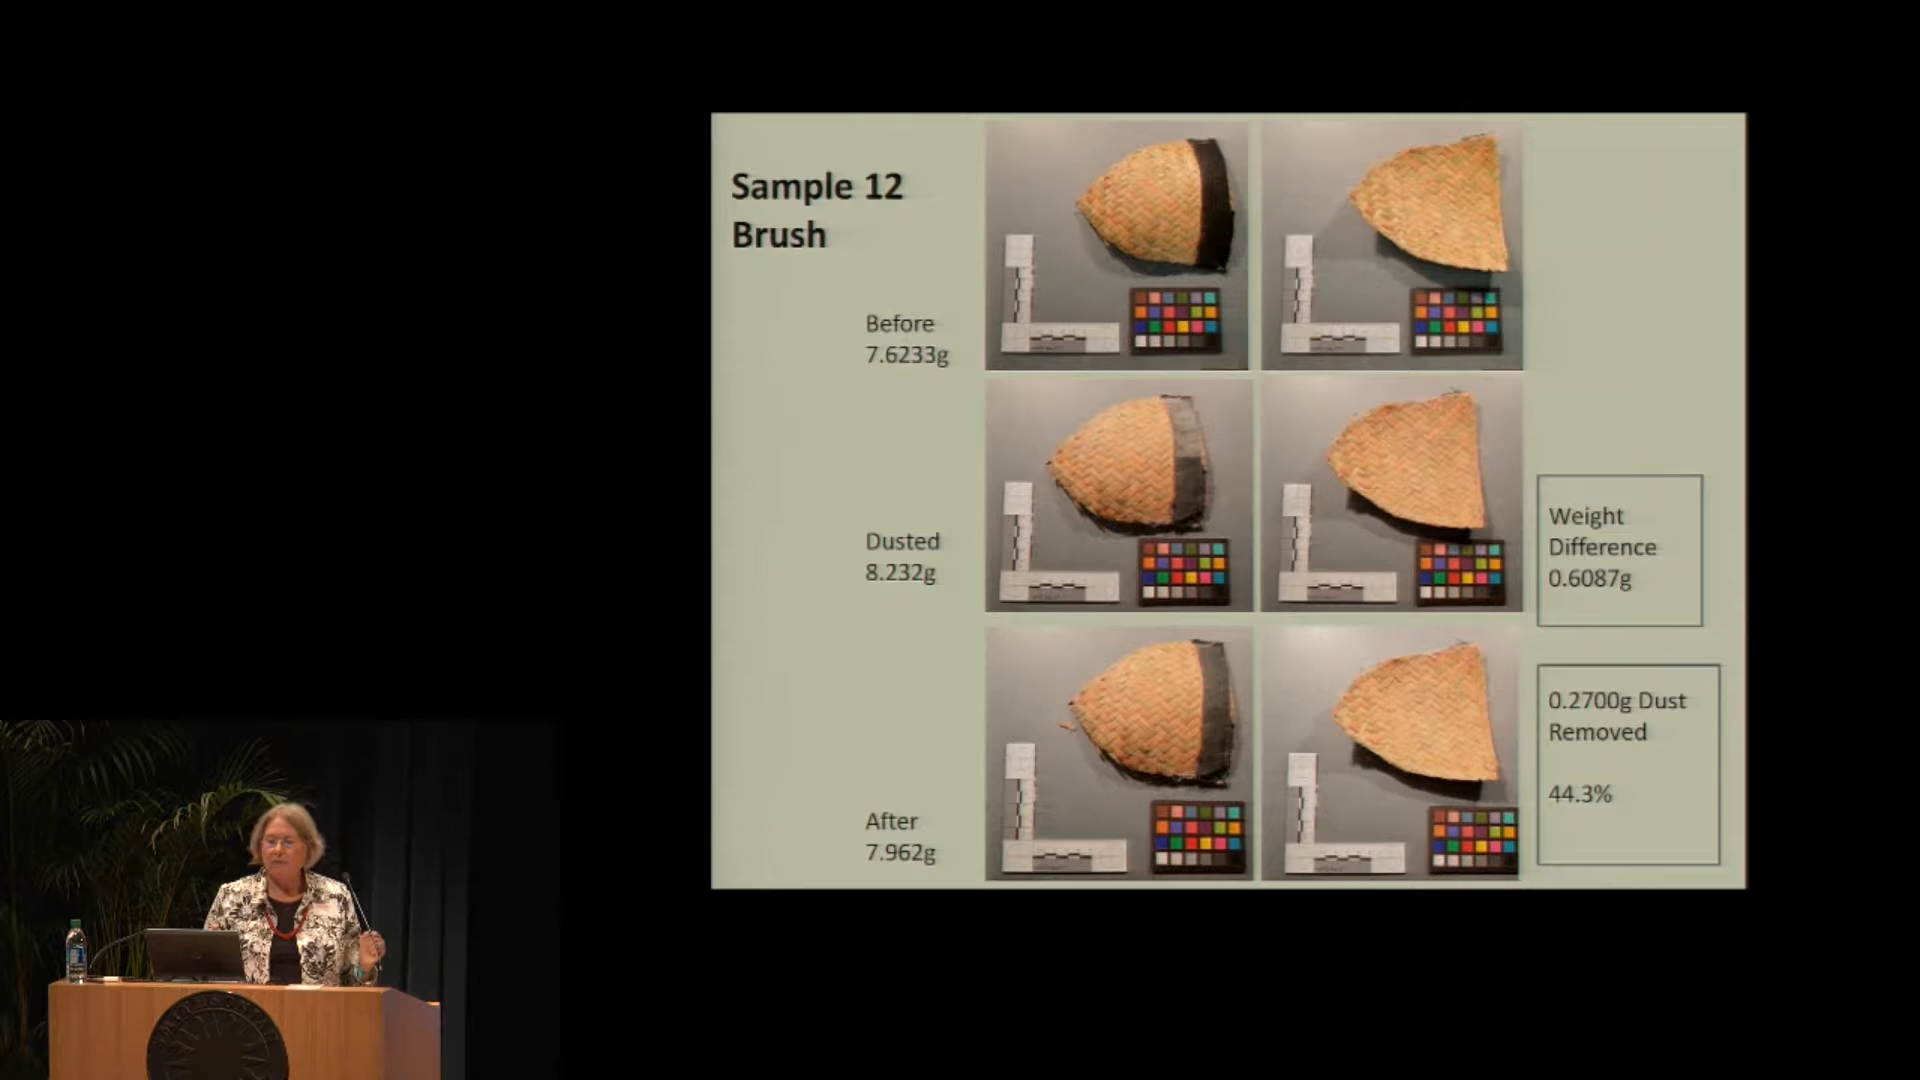 Sample 12
Brush
Before
7.6233g
Dusted
8.232g
Weight
Difference
0.6087g
0.2700g Dust
Removed
44.3%
After
7.962g